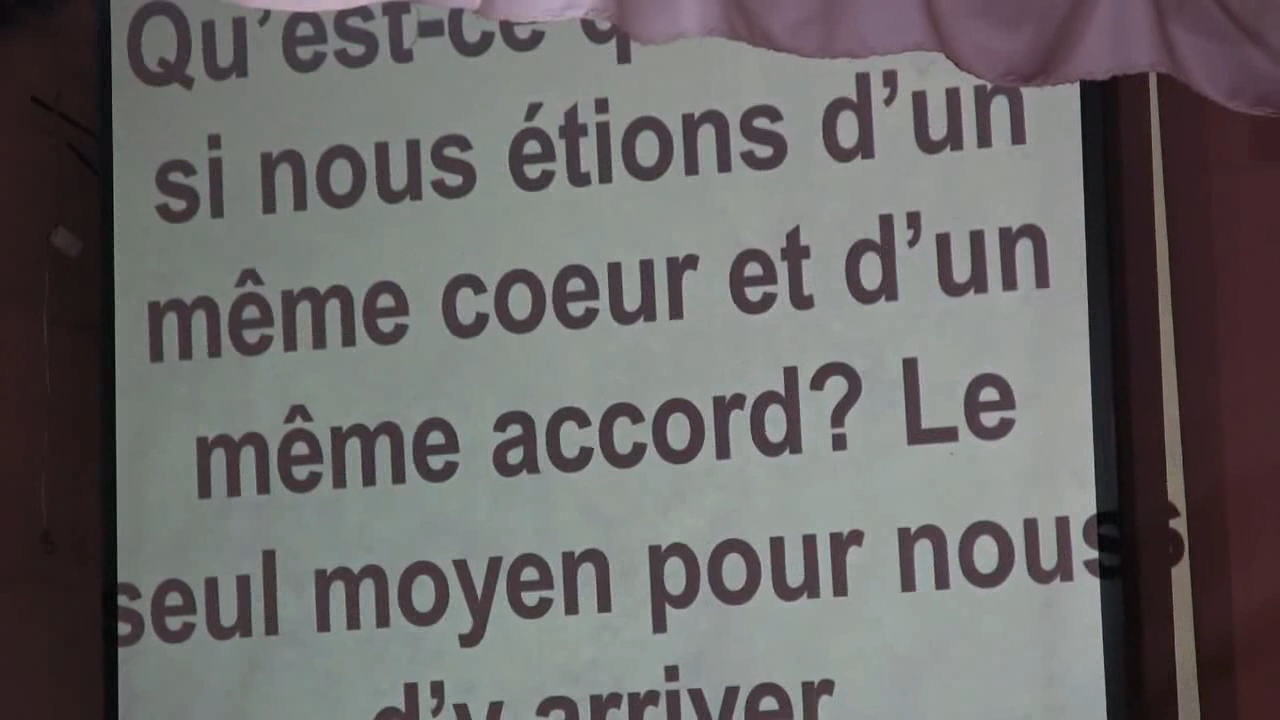 Qu'est-ce
si nous étions d'un
même coeur et d'un
même accord? Le
seul moyen pour nous
d'y arriver